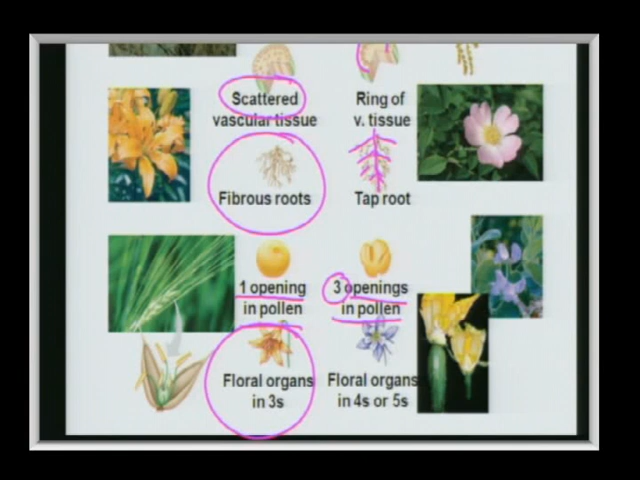 Scattered
vascular tissue
Ring of
v. tissue
Fibrous roots
Tap root
1 opening
in pollen
3 openings
in pollen
Floral organs
in 3s
Floral organs
in 4s or 5s